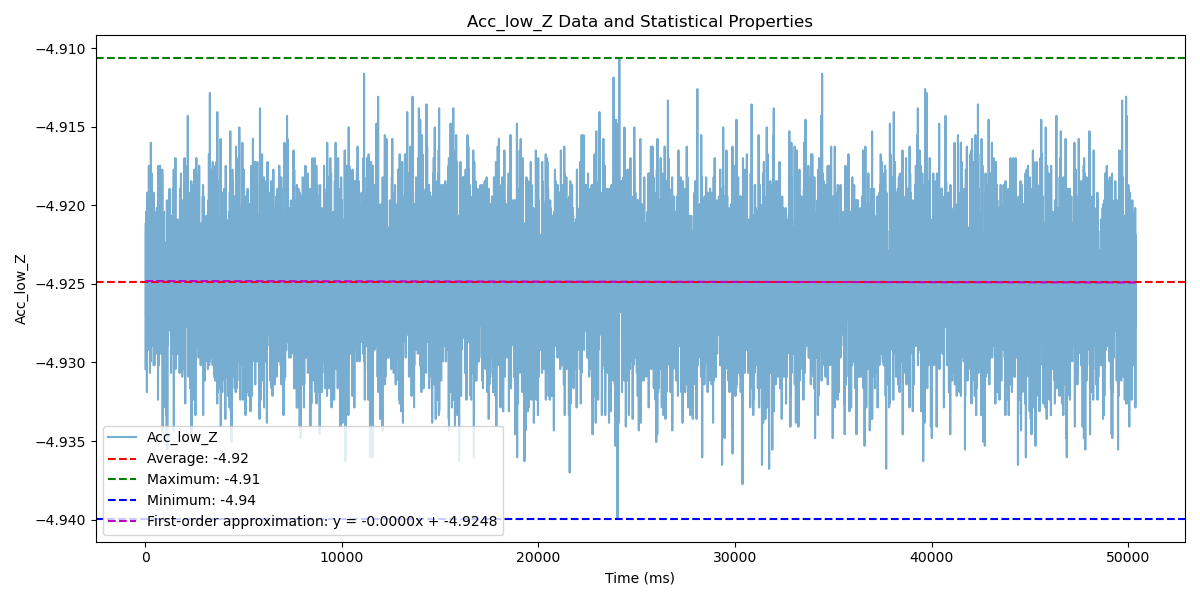 Acc_low_Z Data and Statistical Properties
−4.910
−4.915
−4.920
−4.925
−4.930
−4.935
−4.940
Acc_low_Z
Acc_low_Z
Average: -4.92
Maximum: -4.91
Minimum: -4.94
First-order approximation: y = -0.0000x + -4.9248
0 10000 20000 30000 40000 50000
Time (ms)